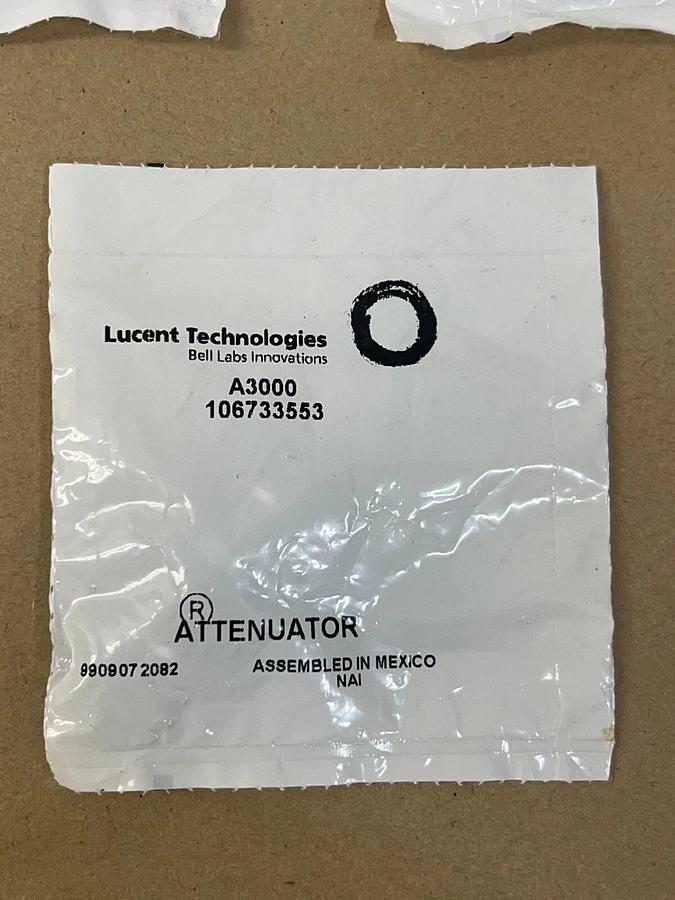 Lucent Technologies
Bell Labs Innovations
A3000
106733553
®
ATTENUATOR
990907 2082
ASSEMBLED IN MEXICO
NAI